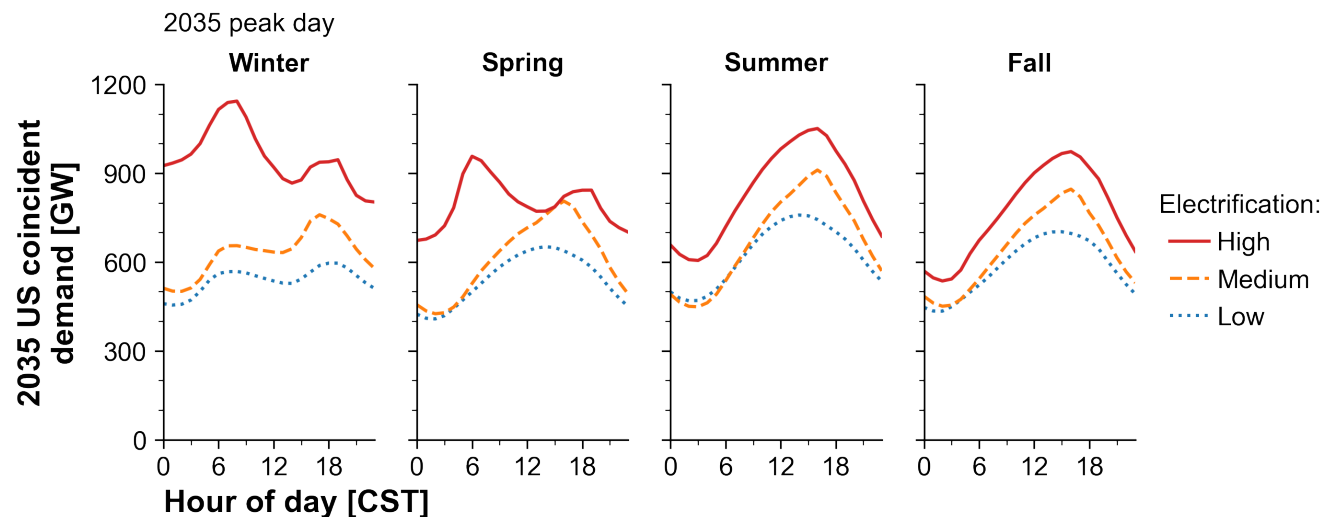 2035 peak day
Winter Spring Summer Fall
2035 US coincident
demand [GW]
1200
900
600
300
0
0 6 12 18 0 6 12 18 0 6 12 18 0 6 12 18
Hour of day [CST]
Electrification:
High
Medium
Low